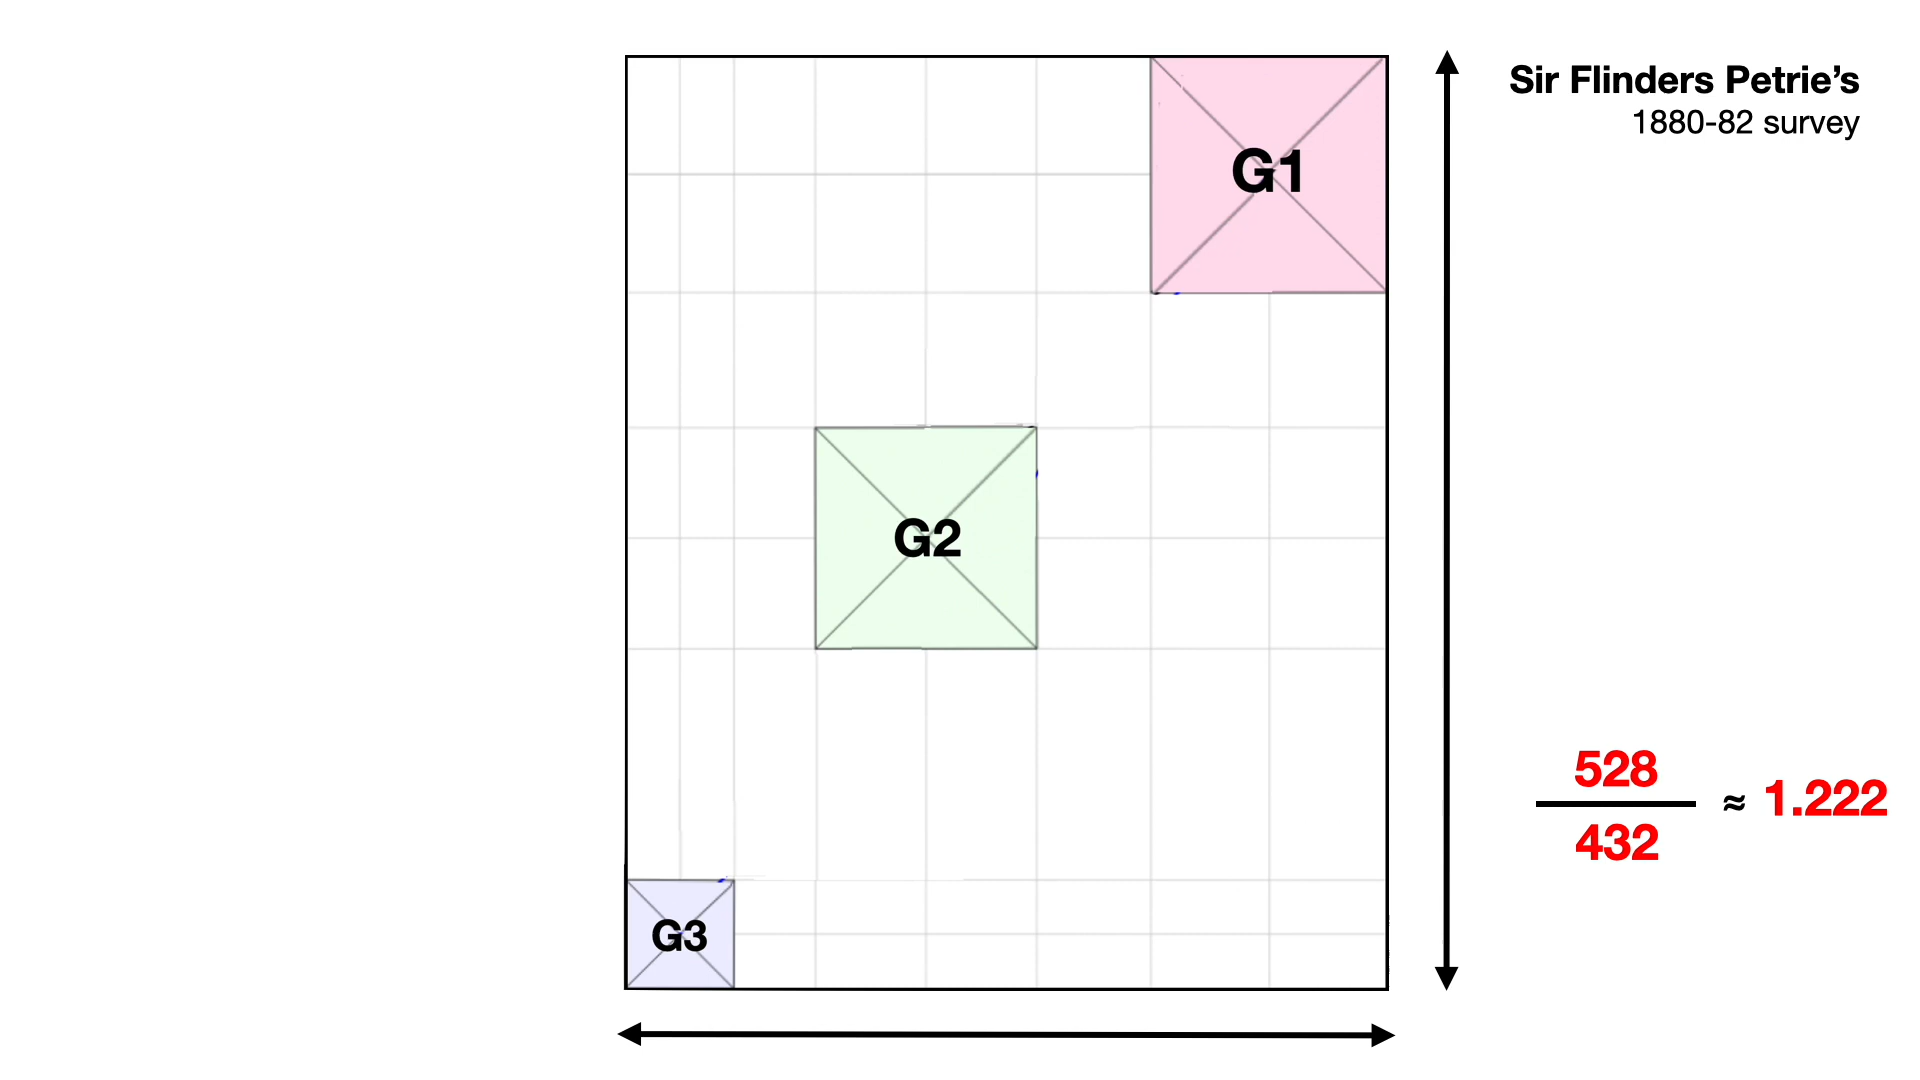 Sir Flinders Petrie’s
1880-82 survey
G1
G2
528
432
≈ 1.222
G3